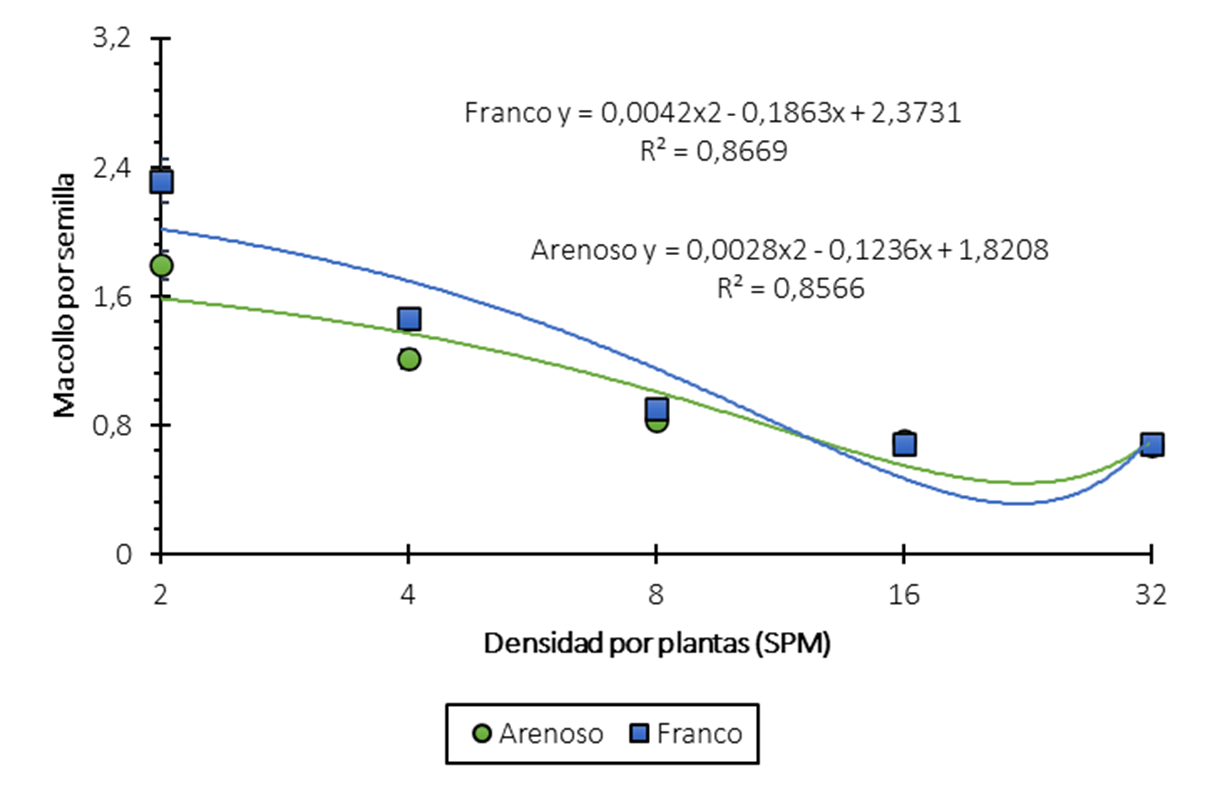 3,2
Franco y = 0,0042x2 - 0,1863x + 2,3731
R² = 0,8669
2,4
Arenoso y = 0,0028x2 - 0,1236x + 1,8208
R² = 0,8566
1,6
0,8
0
Macollo por semilla
2 4 8 16 32
Densidad por plantas (SPM)
Arenoso Franco